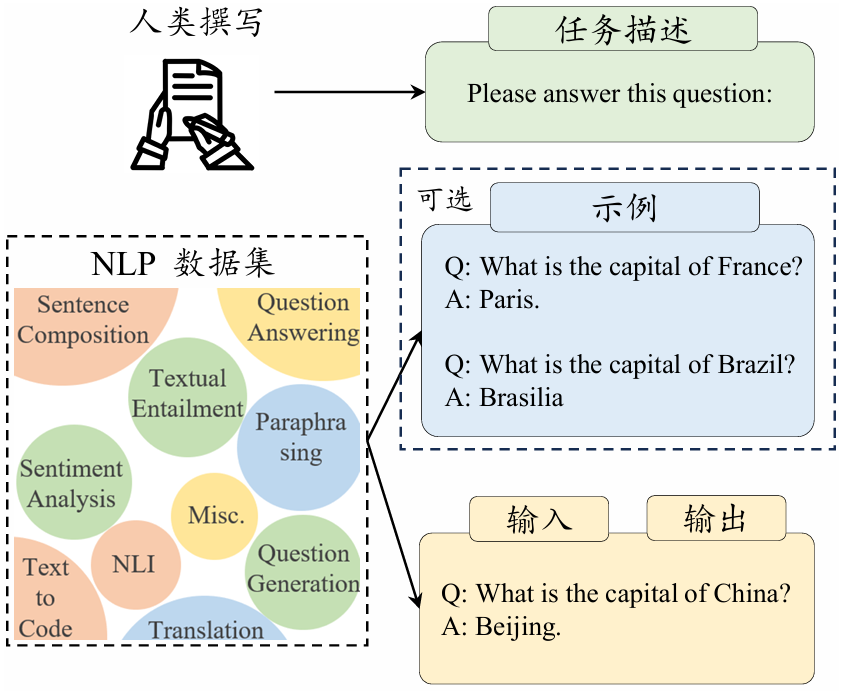 人类撰写
任务描述
Please answer this question:
可选
示例
Q: What is the capital of France?
A: Paris.
Q: What is the capital of Brazil?
A: Brasilia
NLP 数据集
Sentence
Composition
Question
Answering
Textual
Entailment
Paraphra
sing
Sentiment
Analysis
Misc.
NLI
Question
Generation
Text
to
Code
Translation
输入
输出
Q: What is the capital of China?
A: Beijing.